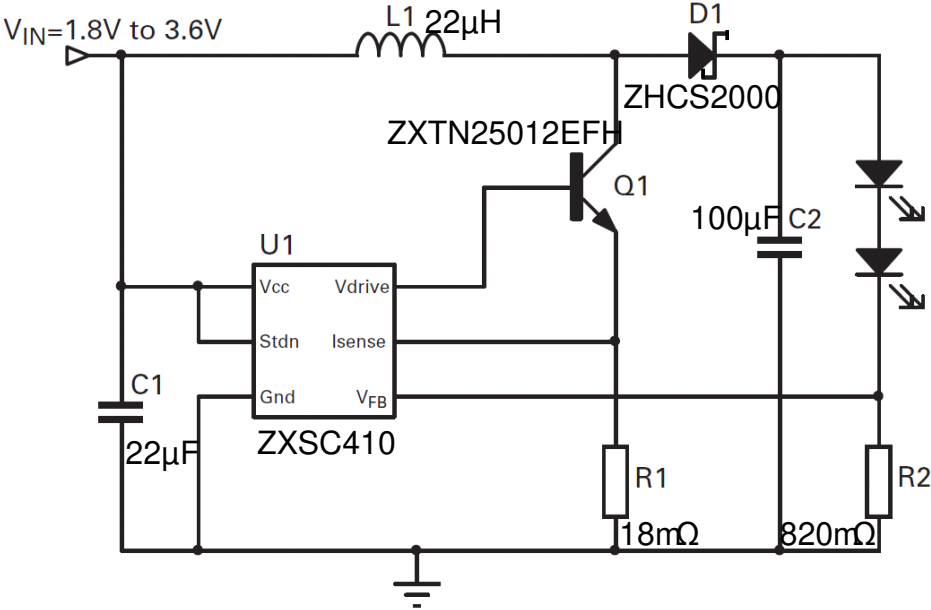 VIN=1.8V to 3.6V
L1 22µH
D1
ZHCS2000
ZXTN25012EFH
Q1
100µF C2
U1
Vcc Vdrive
Stdn Isense
Gnd VFB
C1
22µF
ZXSC410
R1
R2
18mΩ
820mΩ